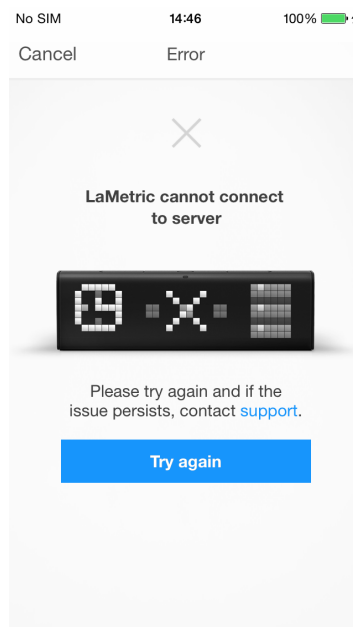 No SIM 14:46 100%
Cancel Error
LaMetric cannot connect
to server
Please try again and if the
issue persists, contact support.
Try again